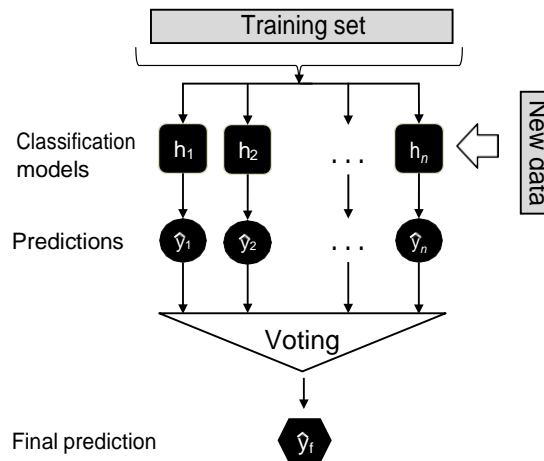 Training set
Classification
models
h1 h2 . . . hn
New data
Predictions
ŷ1 ŷ2 . . . ŷn
Voting
Final prediction
ŷf